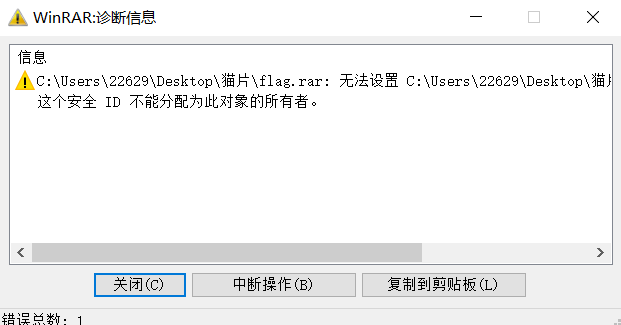 WinRAR:诊断信息
信息
C:\Users\22629\Desktop\猫片\flag.rar: 无法设置 C:\Users\22629\Desktop\猫片
这个安全 ID 不能分配为此对象的所有者。
关闭(C)
中断操作(B)
复制到剪贴板(L)
错误总数: 1